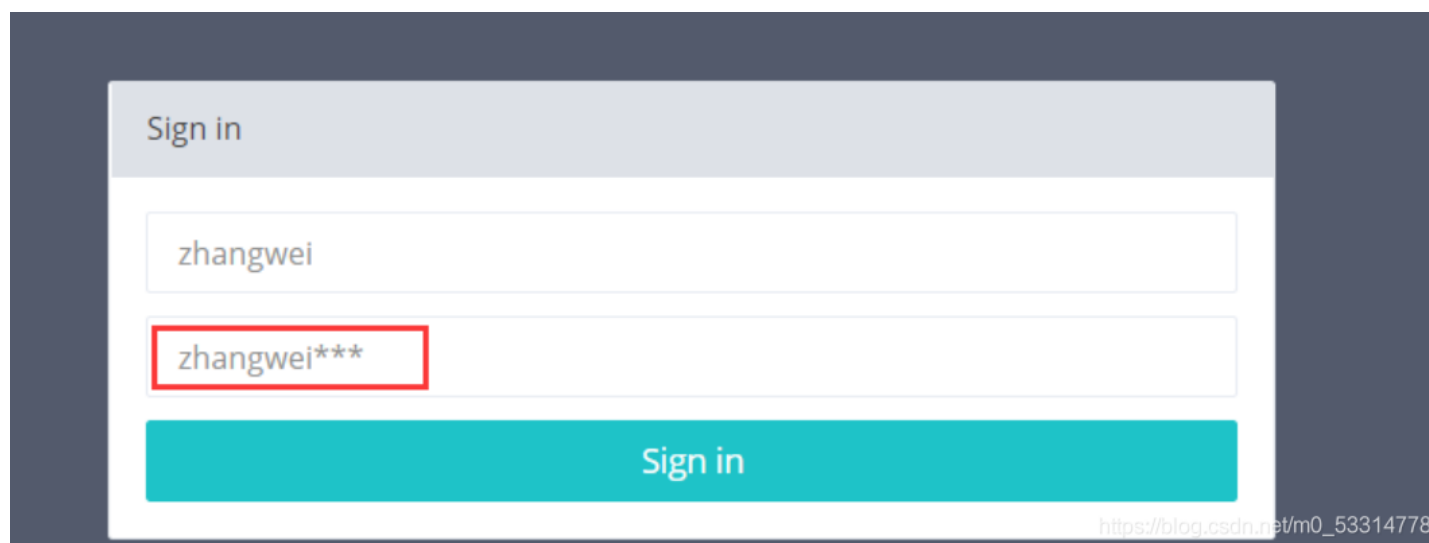 Sign in
zhangwei
zhangwei***
Sign in
https://blog.csdn.net/m0_53314778